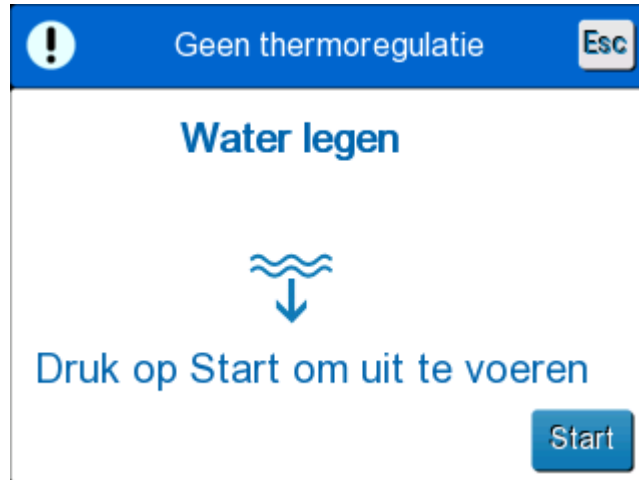 Geen thermoregulatie
Esc
Water legen
Druk op Start om uit te voeren
Start